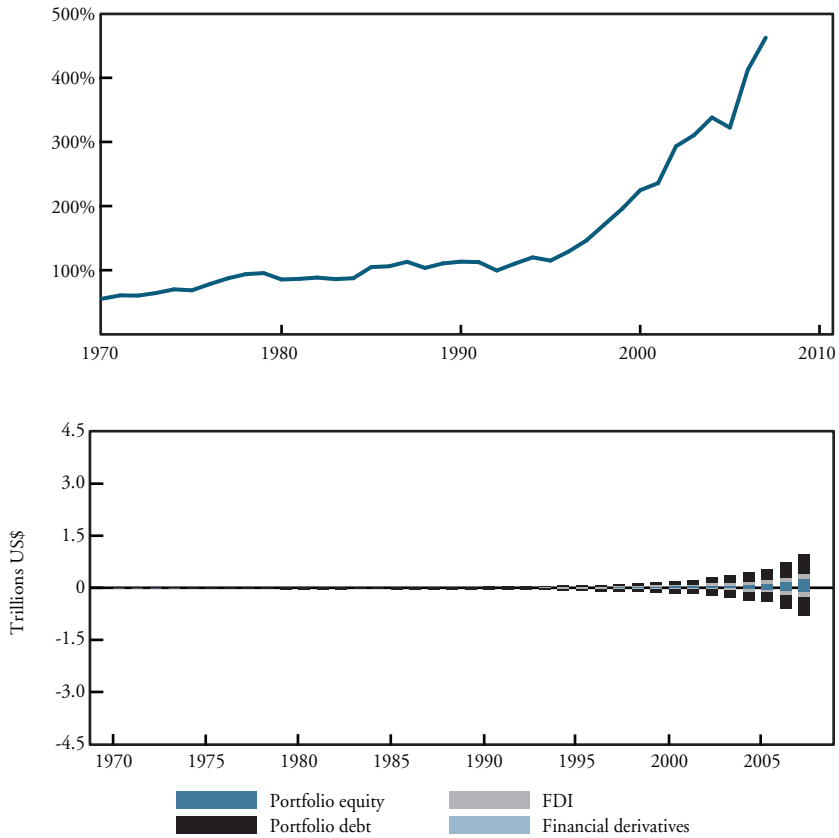 500%
400%
300%
200%
100%
1970 1980 1990 2000 2010
4.5
3.0
1.5
0
-1.5
-3.0
-4.5
Trillions US$
1970 1975 1980 1985 1990 1995 2000 2005
Portfolio equity FDI
Portfolio debt Financial derivatives